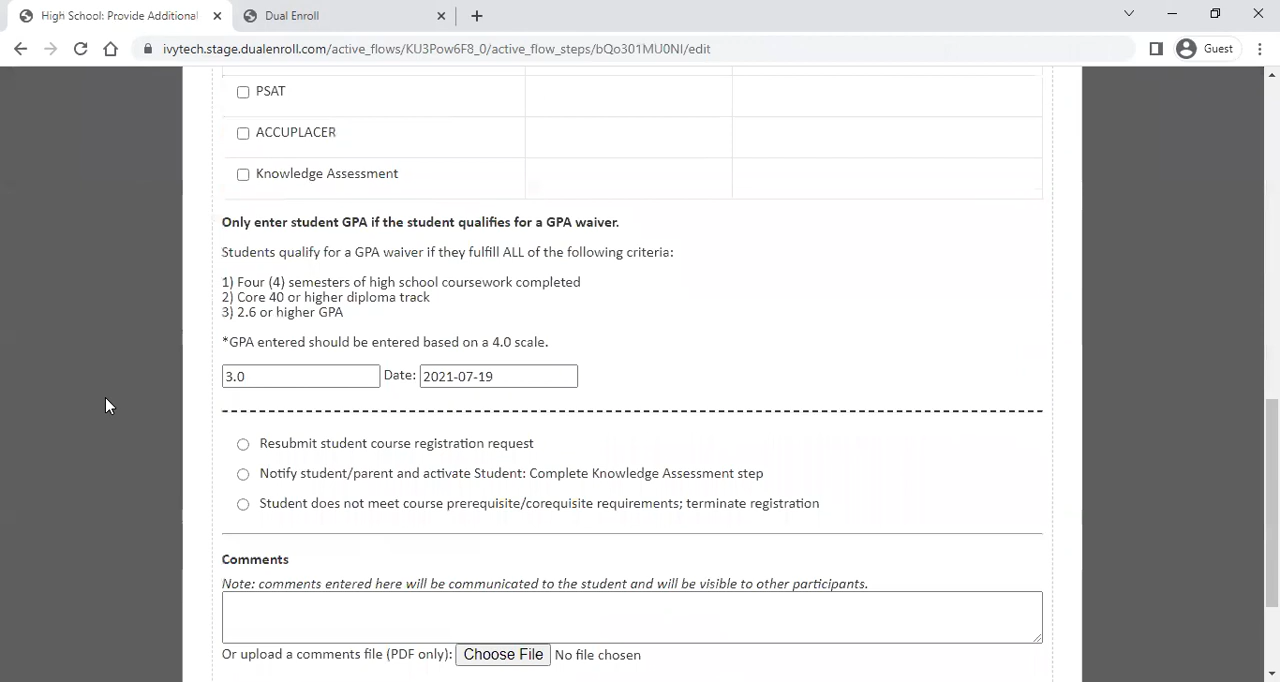 High School: Provide Additional
Dual Enroll
ivytech.stage.dualenroll.com/active_flows/KU3Pow6F8_0/active_flow_steps/bQo301MU0NI/edit
Guest
PSAT
ACCUPLACER
Knowledge Assessment
Only enter student GPA if the student qualifies for a GPA waiver.
Students qualify for a GPA waiver if they fulfill ALL of the following criteria:
1) Four (4) semesters of high school coursework completed
2) Core 40 or higher diploma track
3) 2.6 or higher GPA
*GPA entered should be entered based on a 4.0 scale.
3.0 Date: 2021-07-19
Resubmit student course registration request
Notify student/parent and activate Student: Complete Knowledge Assessment step
Student does not meet course prerequisite/corequisite requirements; terminate registration
Comments
Note: comments entered here will be communicated to the student and will be visible to other participants.
Or upload a comments file (PDF only): Choose File No file chosen